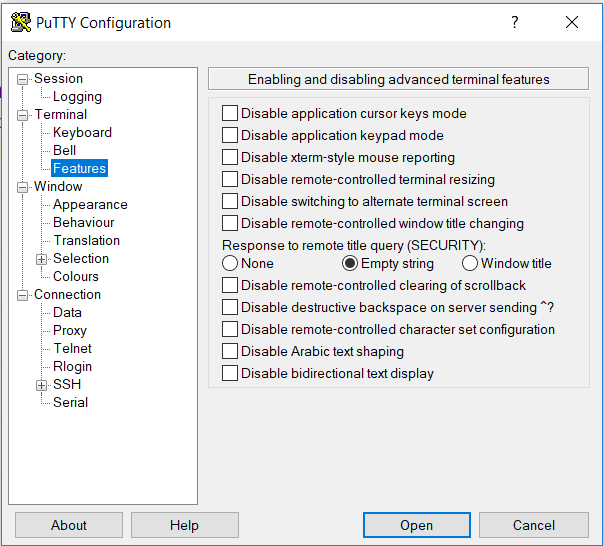 PuTTY Configuration
?
Category:
Session
Logging
Terminal
Keyboard
Bell
Features
Window
Appearance
Behaviour
Translation
Selection
Colours
Connection
Data
Proxy
Telnet
Rlogin
SSH
Serial
Enabling and disabling advanced terminal features
Disable application cursor keys mode
Disable application keypad mode
Disable xterm-style mouse reporting
Disable remote-controlled terminal resizing
Disable switching to alternate terminal screen
Disable remote-controlled window title changing
Response to remote title query (SECURITY):
None Empty string Window title
Disable remote-controlled clearing of scrollback
Disable destructive backspace on server sending ^?
Disable remote-controlled character set configuration
Disable Arabic text shaping
Disable bidirectional text display
About Help Open Cancel